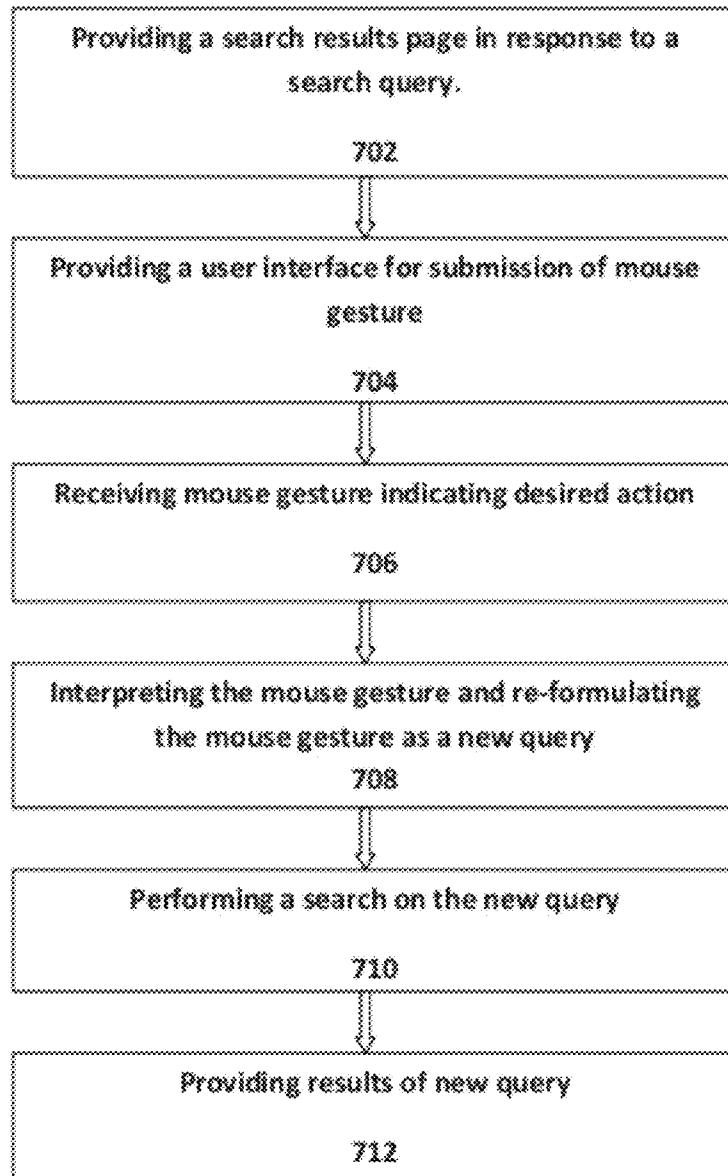 Providing a search results page in response to a
search query.
702
Providing a user interface for submission of mouse
gesture
704
Receiving mouse gesture indicating desired action
706
Interpreting the mouse gesture and re-formulating
the mouse gesture as a new query
708
Performing a search on the new query
710
Providing results of new query
712